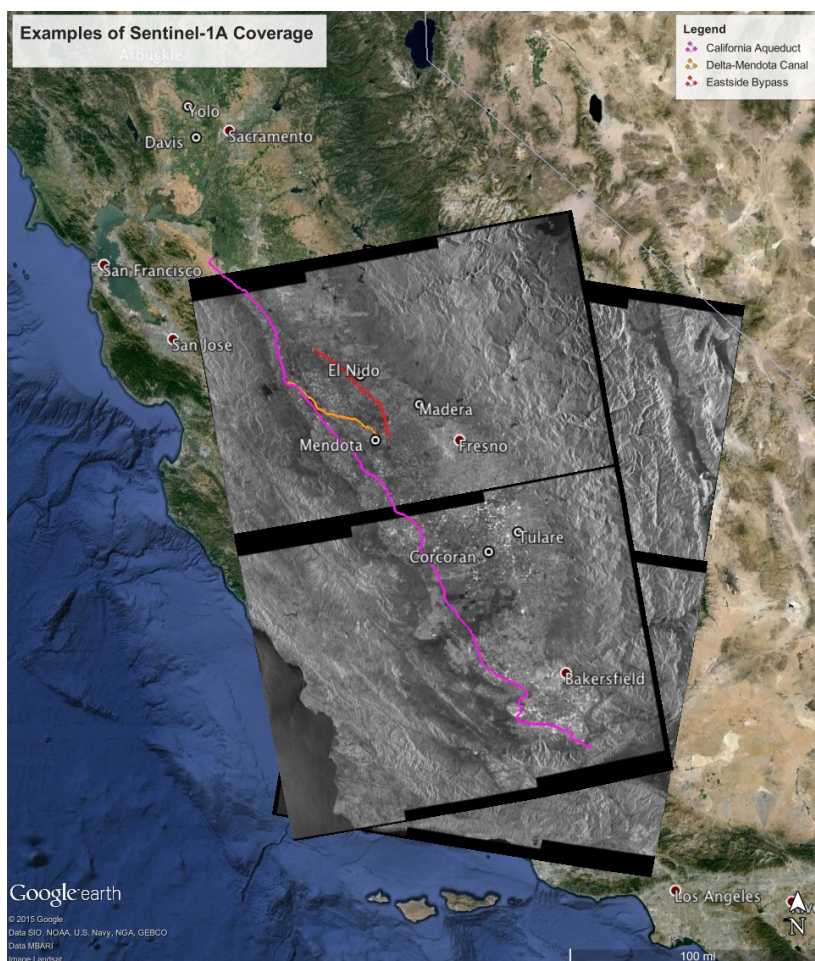 Examples of Sentinel-1A Coverage
Legend
California Aqueduct
Delta-Mendota Canal
Eastside Bypass
Arbuckle
Yolo
Davis
Sacramento
San Francisco
San Jose
El Nido
Madera
Mendota
Fresno
Tulare
Corcoran
Bakersfield
Los Angeles
N
Google earth
© 2015 Google
Data SIO, NOAA, U.S. Navy, NGA, GEBCO
Data MBARI
Image Landsat
100 mi